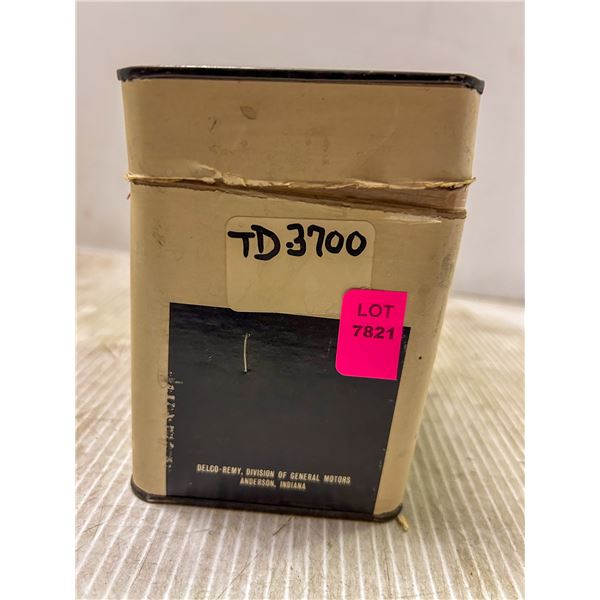 TD.3700
LOT
7821
DELCO-REMY, DIVISION OF GENERAL MOTORS
ANDERSON, INDIANA